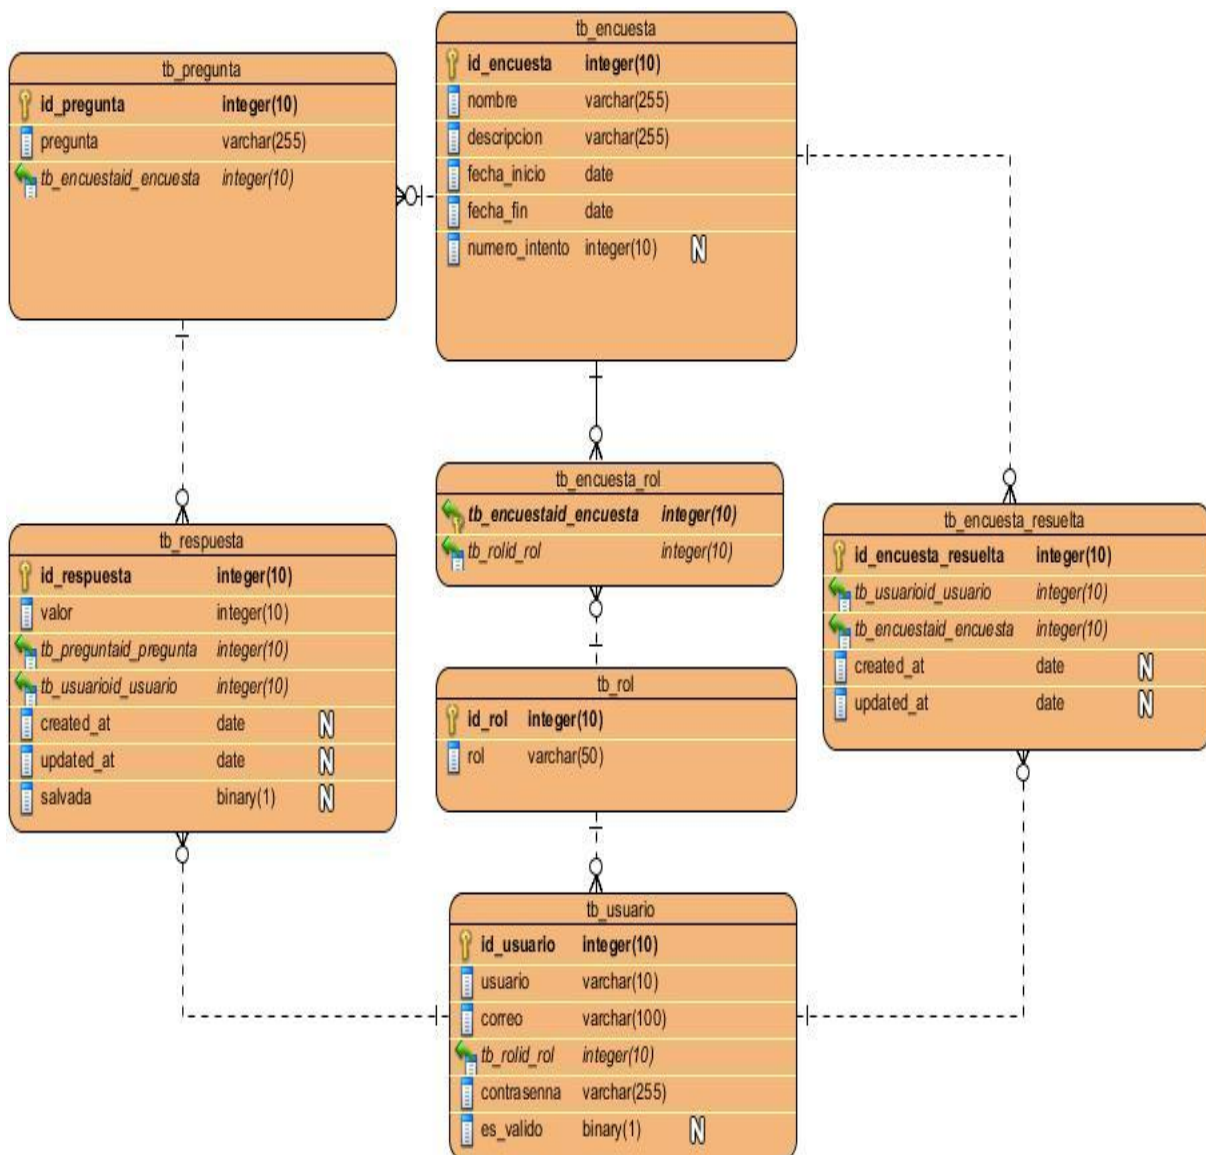 tb_encuesta
id_encuesta integer(10)
nombre varchar(255)
descripcion varchar(255)
fecha_inicio date
fecha_fin date
numero_intento integer(10) N
tb_pregunta
id_pregunta integer(10)
pregunta varchar(255)
tb_encuestaid_encuesta integer(10)
tb_encuesta_rol
tb_encuestaid_encuesta integer(10)
tb_rolid_rol integer(10)
tb_encuesta_resuelta
id_encuesta_resuelta integer(10)
tb_usuarioid_usuario integer(10)
tb_encuestaid_encuesta integer(10)
created_at date N
updated_at date N
tb_respuesta
id_respuesta integer(10)
valor integer(10)
tb_preguntaid_pregunta integer(10)
tb_usuarioid_usuario integer(10)
created_at date N
updated_at date N
salvada binary(1) N
tb_rol
id_rol integer(10)
rol varchar(50)
tb_usuario
id_usuario integer(10)
usuario varchar(10)
correo varchar(100)
tb_rolid_rol integer(10)
contrasenna varchar(255)
es_valido binary(1) N